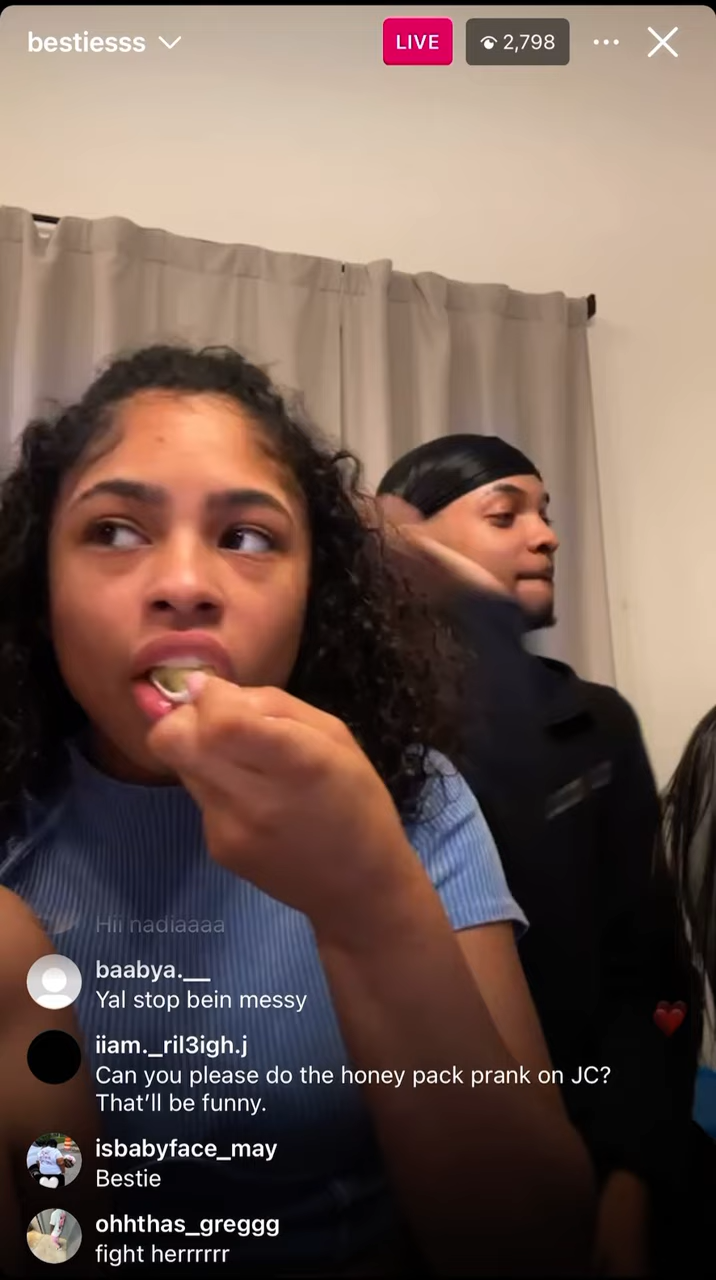 bestiesss
LIVE
2,798
Hii nadiaaaa
baabya.__
Yal stop bein messy
iiam._ril3igh.j
Can you please do the honey pack prank on JC?
That’ll be funny.
isbabyface_may
Bestie
ohhthas_greggg
fight herrrrrr